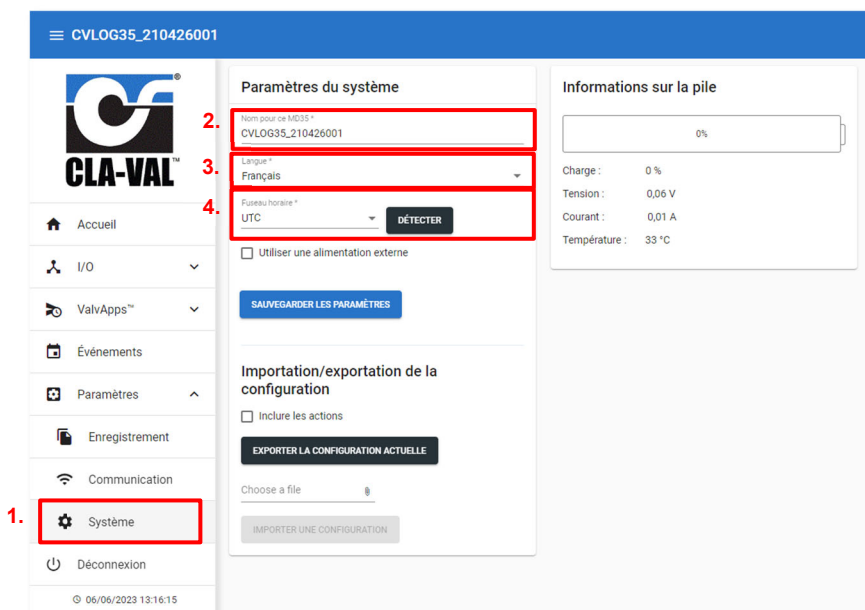 CVLOG35_210426001
®
CLA-VAL™
Accueil
I/O
ValvApps™
Événements
Paramètres
Enregistrement
Communication
1.
Système
Déconnexion
06/06/2023 13:16:15
Paramètres du système
2.
Nom pour ce MD35 *
CVLOG35_210426001
3.
Langue *
Français
4.
Fuseau horaire *
UTC
DÉTECTER
Utiliser une alimentation externe
SAUVEGARDER LES PARAMÈTRES
Importation/exportation de la
configuration
Inclure les actions
EXPORTER LA CONFIGURATION ACTUELLE
Choose a file
IMPORTER UNE CONFIGURATION
Informations sur la pile
0%
Charge : 0 %
Tension : 0,06 V
Courant : 0,01 A
Température : 33 °C